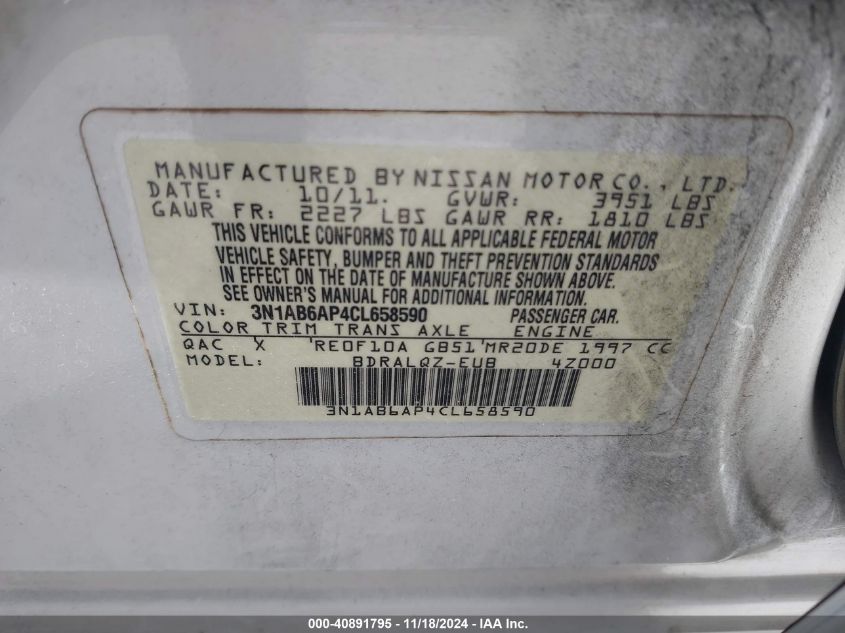 MANUFACTURED BY NISSAN MOTOR CO., LTD.
DATE: 10/11. GVWR: 3951 LBS
GAWR FR: 2227 LBS GAWR RR: 1810 LBS
THIS VEHICLE CONFORMS TO ALL APPLICABLE FEDERAL MOTOR
VEHICLE SAFETY, BUMPER AND THEFT PREVENTION STANDARDS
IN EFFECT ON THE DATE OF MANUFACTURE SHOWN ABOVE.
SEE OWNER'S MANUAL FOR ADDITIONAL INFORMATION.
VIN: 3N1AB6AP4CL658590 PASSENGER CAR.
COLOR TRIM TRANS AXLE ENGINE
QAC X 'RE0F10A GB51'MR20DE 1997 CC
MODEL: BDRALQZ-EUB 4Z000
3N1AB6AP4CL658590
000-40891795 - 11/18/2024 - IAA Inc.